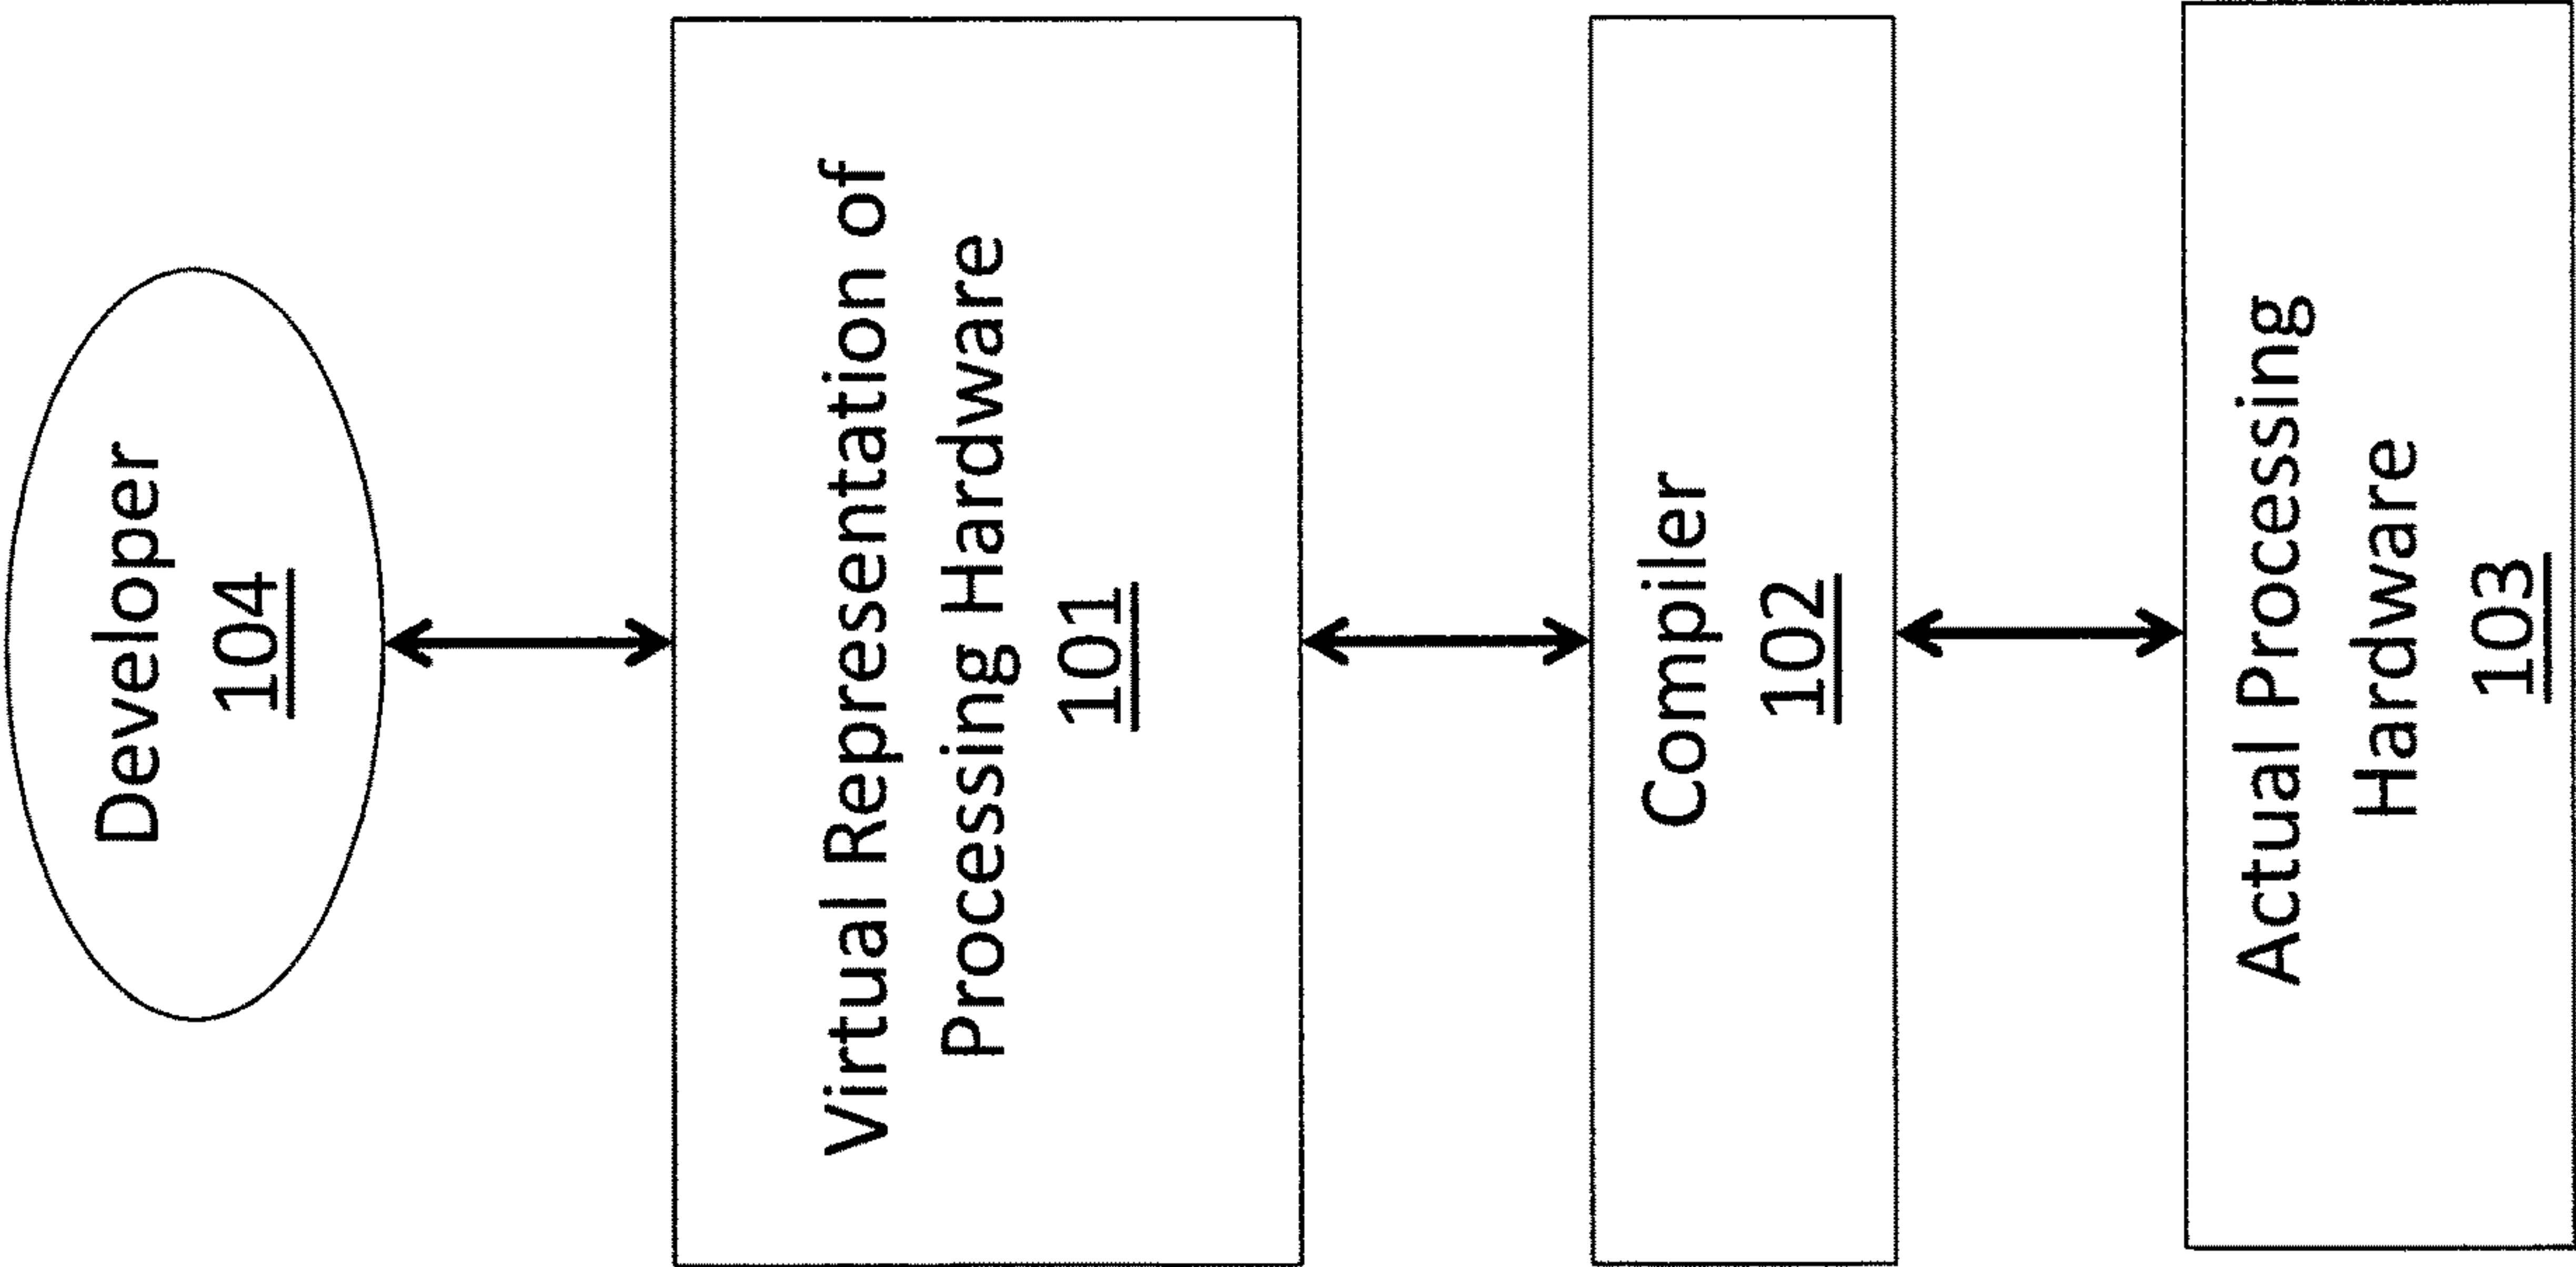 Developer
104
Virtual Representation of
Processing Hardware
101
Compiler
102
Actual Processing
Hardware
103